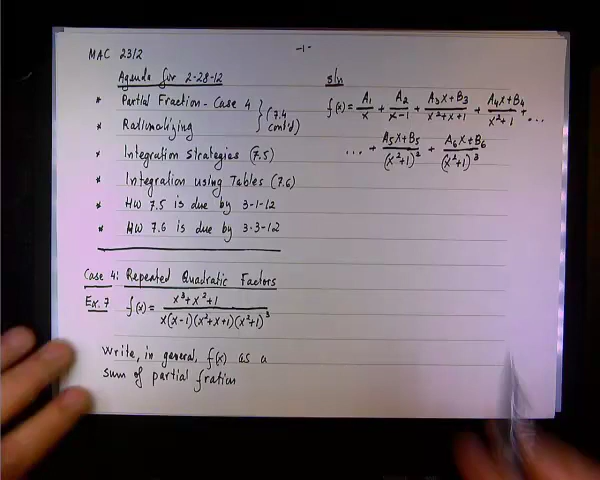 -1-
MAC 2312
Agenda for 2-28-12
* Partial Fraction - Case 4 } (7.4
* Rationalizing } cont'd)
* Integration Strategies (7.5)
* Integration using Tables (7.6)
* HW 7.5 is due by 3-1-12
* HW 7.6 is due by 3-3-12
Case 4: Repeated Quadratic Factors
Ex. 7 f(x) = (x³+x²+1)/(x(x-1)(x²+x+1)(x²+1)³)
Write, in general, f(x) as a
sum of partial fration
sln
f(x) = A₁/x + A₂/(x-1) + (A₃x+B₃)/(x²+x+1) + (A₄x+B₄)/(x²+1) + ...
... + (A₅x+B₅)/(x²+1)² + (A₆x+B₆)/(x²+1)³